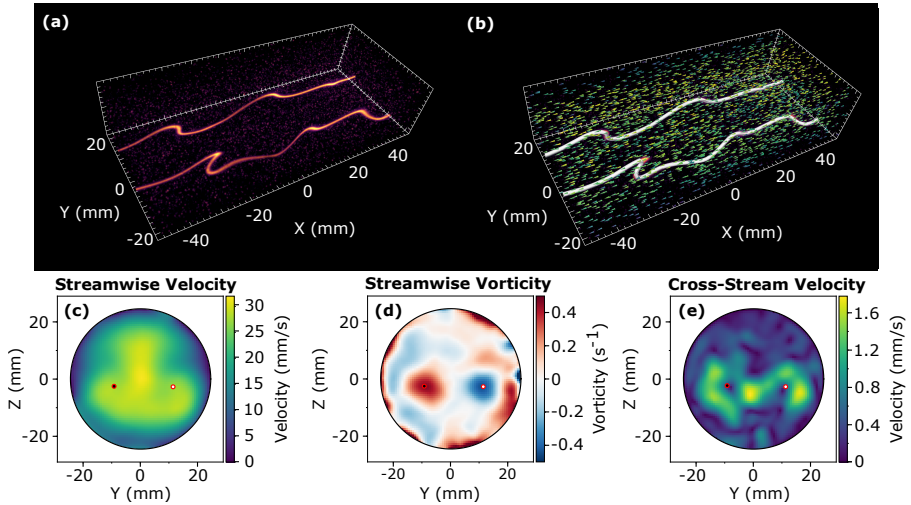 (a)
(b)
20
0
-20
Y (mm)
-40
-20
0
20
40
X (mm)
20
0
-20
Y (mm)
-40
-20
0
20
40
X (mm)
Streamwise Velocity
(c)
20
0
-20
Z (mm)
-20
0
20
Y (mm)
30
25
20
15
10
5
0
Velocity (mm/s)
Streamwise Vorticity
(d)
20
0
-20
Z (mm)
-20
0
20
Y (mm)
0.4
0.2
0
-0.2
-0.4
Vorticity (s⁻¹)
Cross-Stream Velocity
(e)
20
0
-20
Z (mm)
-20
0
20
Y (mm)
1.6
1.2
0.8
0.4
0
Velocity (mm/s)